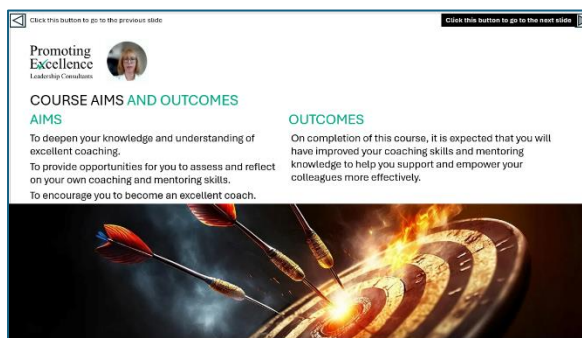 Click this button to go to the previous slide
Click this button to go to the next slide
Promoting
Excellence
Leadership Consultants
COURSE AIMS AND OUTCOMES
AIMS
To deepen your knowledge and understanding of
excellent coaching.
To provide opportunities for you to assess and reflect
on your own coaching and mentoring skills.
To encourage you to become an excellent coach.
OUTCOMES
On completion of this course, it is expected that you will
have improved your coaching skills and mentoring
knowledge to help you support and empower your
colleagues more effectively.